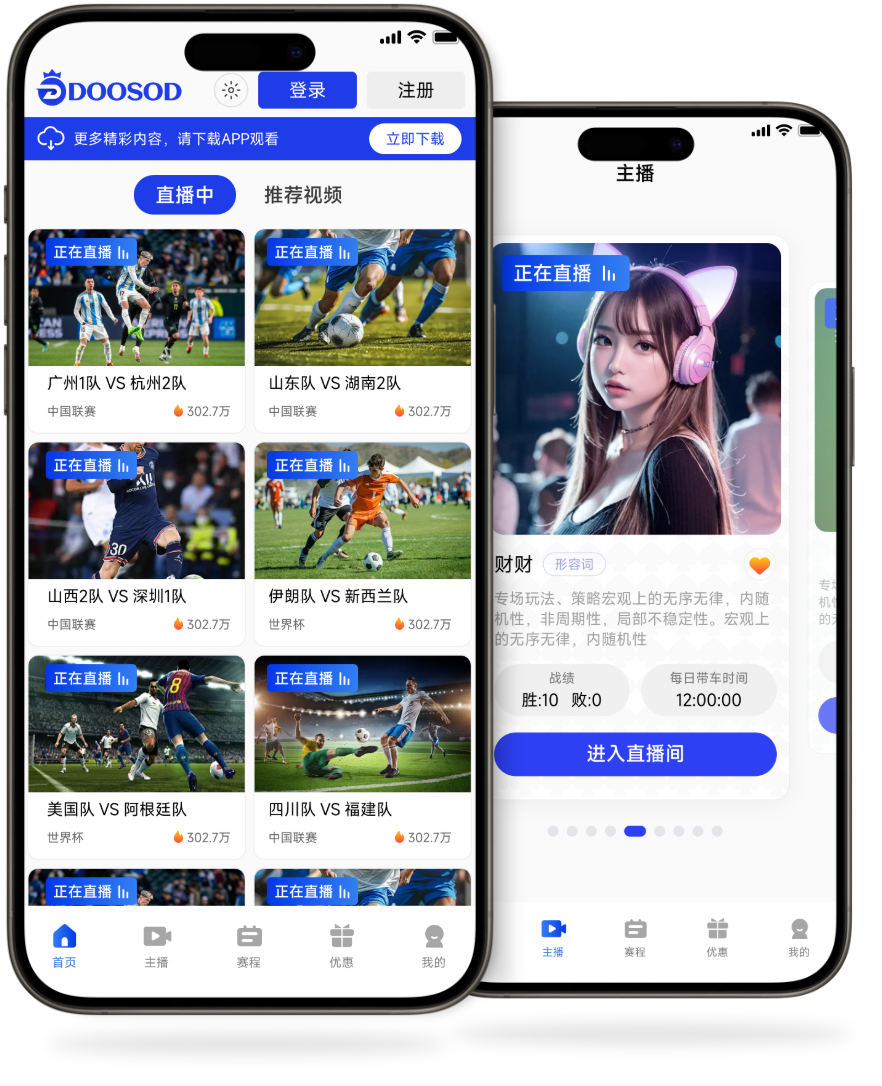 DOOSOD
登录
注册
更多精彩内容，请下载APP观看
立即下载
直播中
推荐视频
正在直播
正在直播
广州1队 VS 杭州2队
山东队 VS 湖南2队
中国联赛
302.7万
中国联赛
302.7万
正在直播
正在直播
30
山西2队 VS 深圳1队
伊朗队 VS 新西兰队
中国联赛
302.7万
世界杯
302.7万
正在直播
正在直播
8
美国队 VS 阿根廷队
四川队 VS 福建队
世界杯
302.7万
中国联赛
302.7万
正在直播
正在直播
首页
主播
赛程
优惠
我的
主播
正在直播
财财
形容词
专场玩法、策略宏观上的无序无律，内随
机性，非周期性，局部不稳定性。宏观上
的无序无律，内随机性
战绩
胜:10 败:0
每日带车时间
12:00:00
进入直播间
主播
赛程
优惠
我的